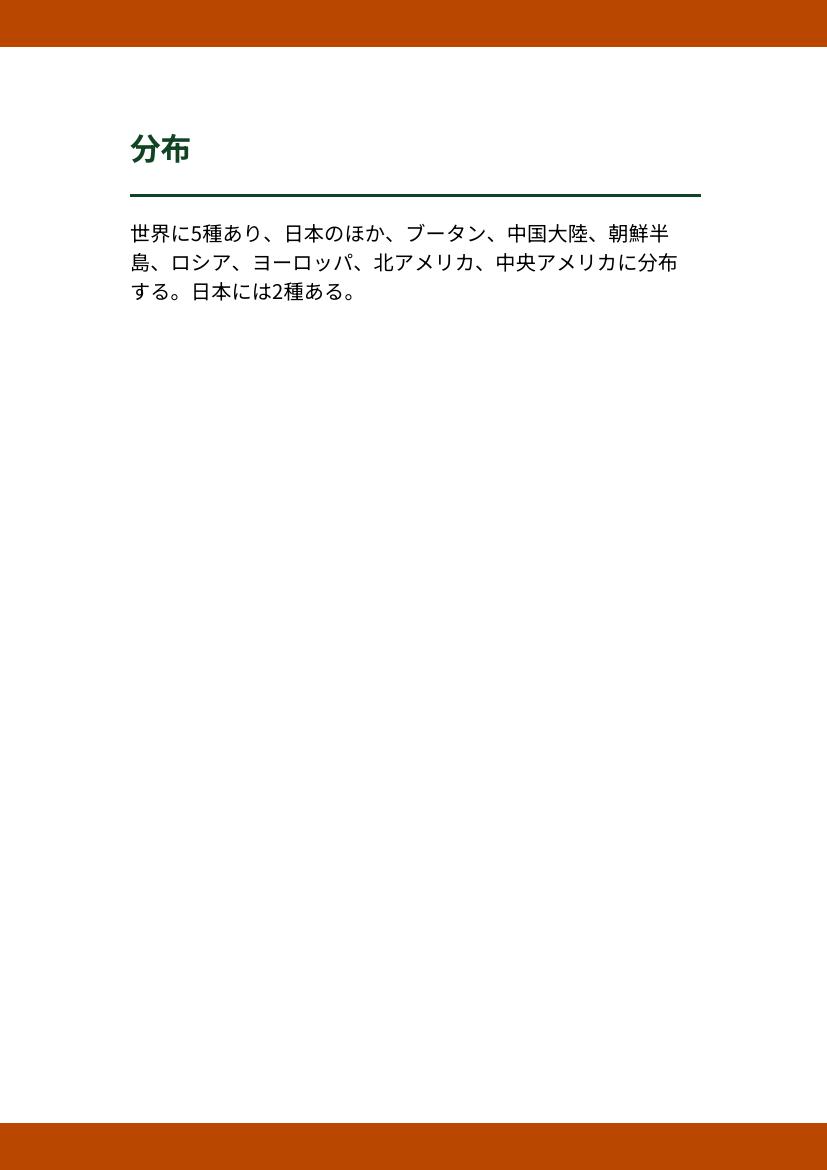 分布
世界に5種あり、日本のほか、ブータン、中国大陸、朝鮮半
島、ロシア、ヨーロッパ、北アメリカ、中央アメリカに分布
する。日本には2種ある。